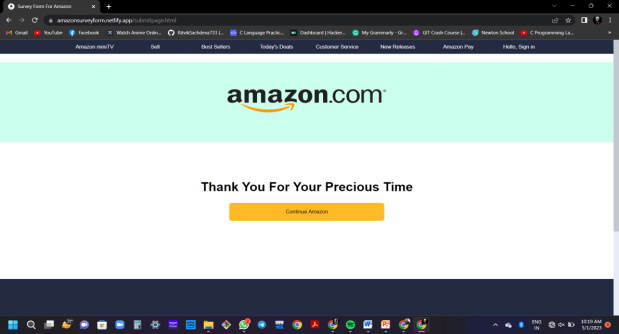 Survey Form For Amazon
amazonsurveyform.netlify.app/submitpage.html
Gmail YouTube Facebook Watch Anime Onlin... RitvikSachdeva733 (... C Language Practic... Dashboard | Hacker... My Grammarly - Gr... GIT Crash Course |... Newton School C Programming La...
Amazon miniTV Sell Best Sellers Today's Deals Customer Service New Releases Amazon Pay Hello, Sign in
amazon.com
Thank You For Your Precious Time
Continue Amazon
ENG
IN
10:19 AM
5/1/2023